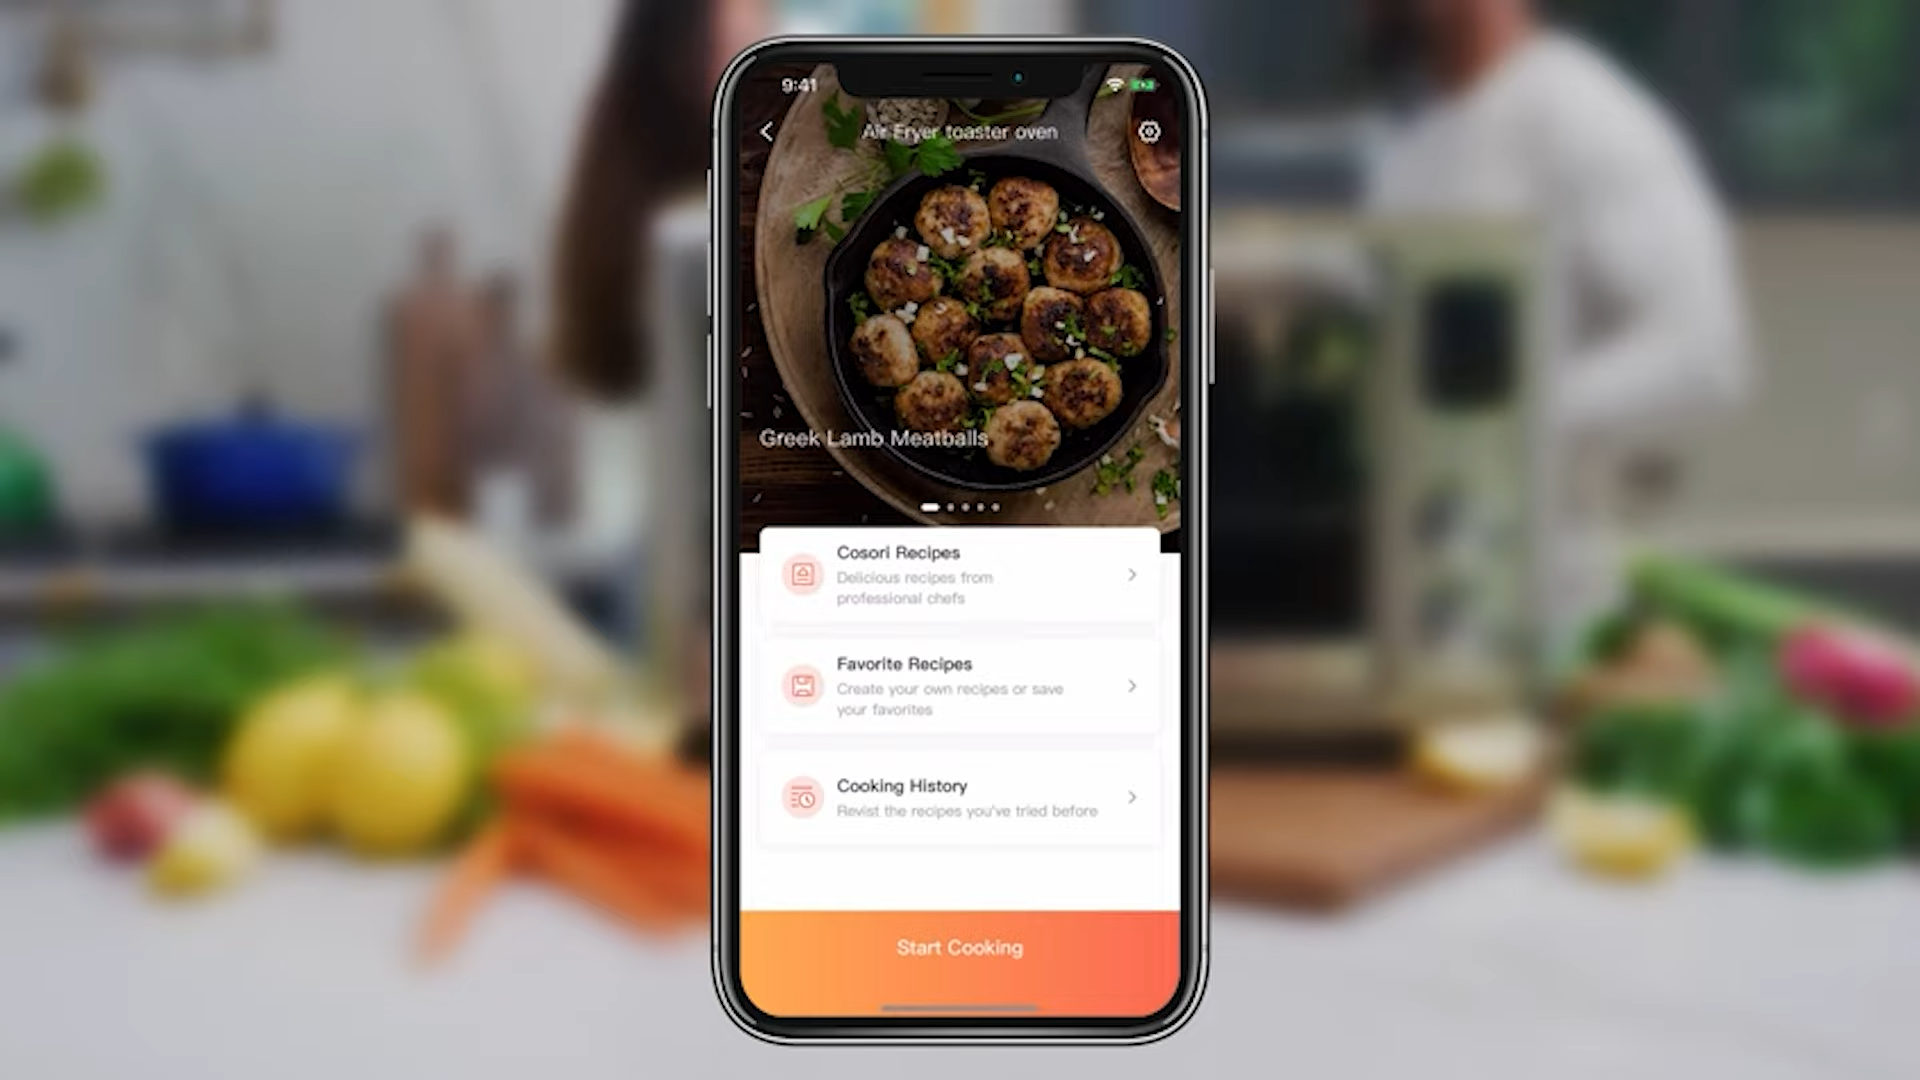 9:41
Air Fryer toaster oven
Greek Lamb Meatballs
Cosori Recipes
Delicious recipes from
professional chefs
Favorite Recipes
Create your own recipes or save
your favorites
Cooking History
Revist the recipes you've tried before
Start Cooking